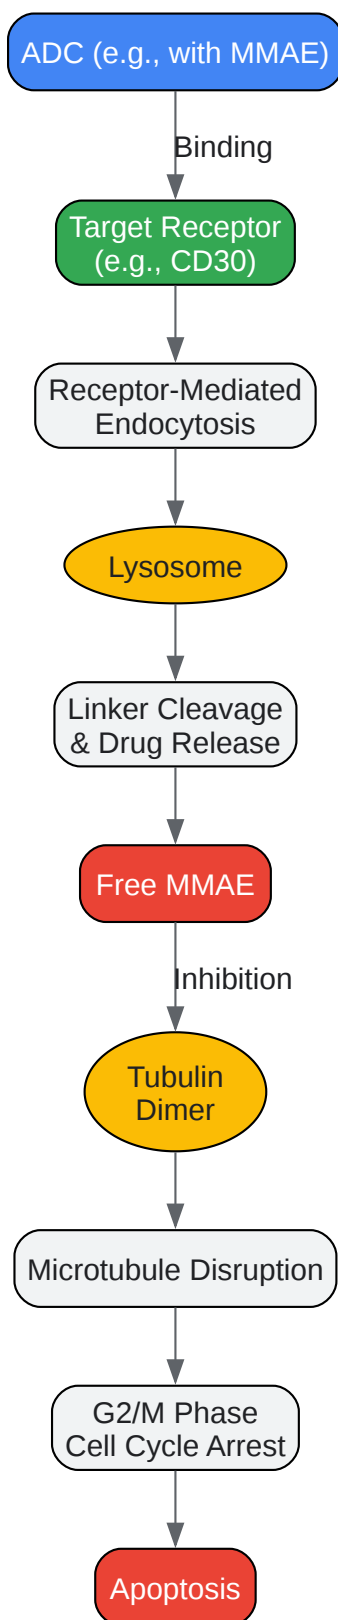 ADC (e.g., with MMAE)
Binding
Target Receptor
(e.g., CD30)
Receptor-Mediated
Endocytosis
Lysosome
Linker Cleavage
& Drug Release
Free MMAE
Inhibition
Tubulin
Dimer
Microtubule Disruption
G2/M Phase
Cell Cycle Arrest
Apoptosis